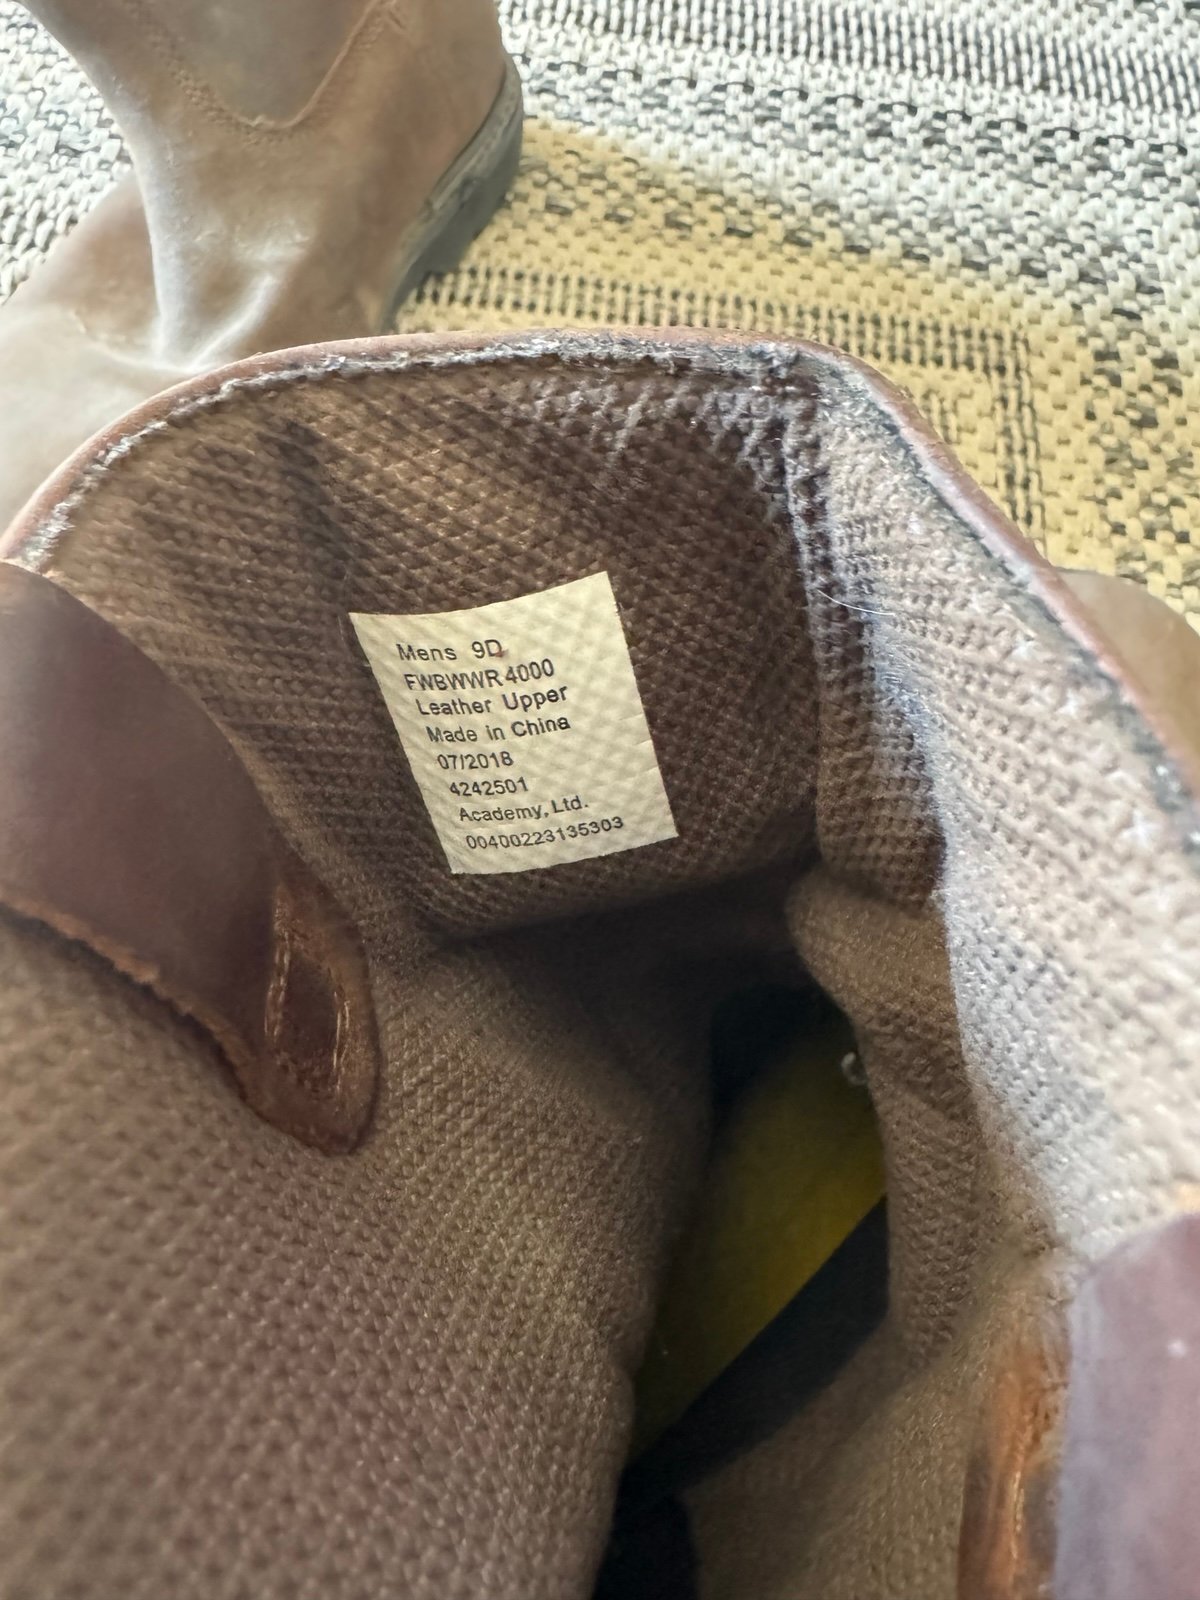 Mens 9D
FWBWWR4000
Leather Upper
Made in China
07/2018
4242501
Academy, Ltd.
00400223135303